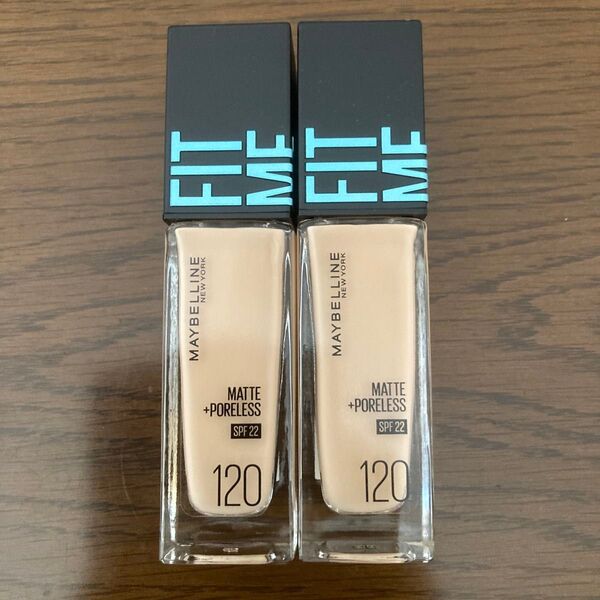 FIT
ME
MAYBELLINE
NEW YORK
MATTE
+PORELESS
SPF 22
120
FIT
ME
MAYBELLINE
NEW YORK
MATTE
+PORELESS
SPF 22
120